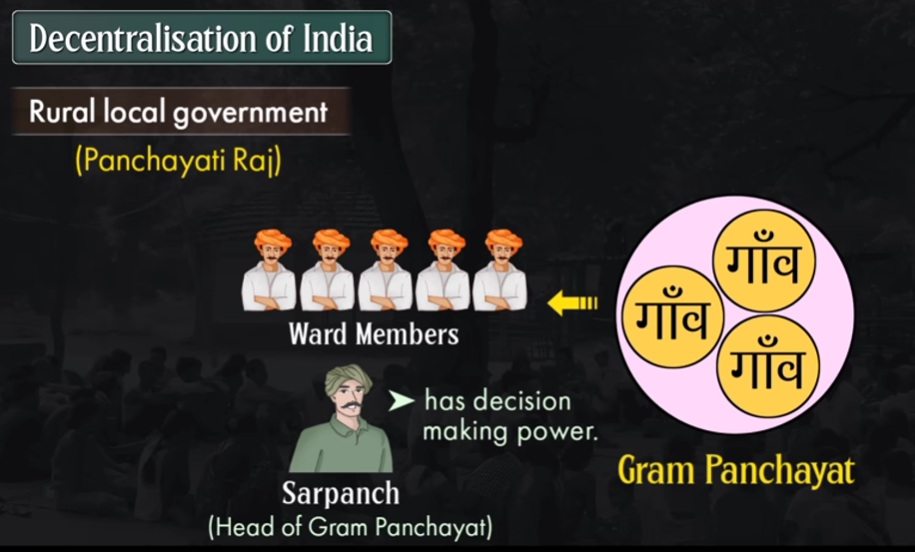 Decentralisation of India
Rural local government
(Panchayati Raj)
Ward Members
➤ has decision
making power.
Sarpanch
(Head of Gram Panchayat)
गाँव
गाँव
गाँव
Gram Panchayat